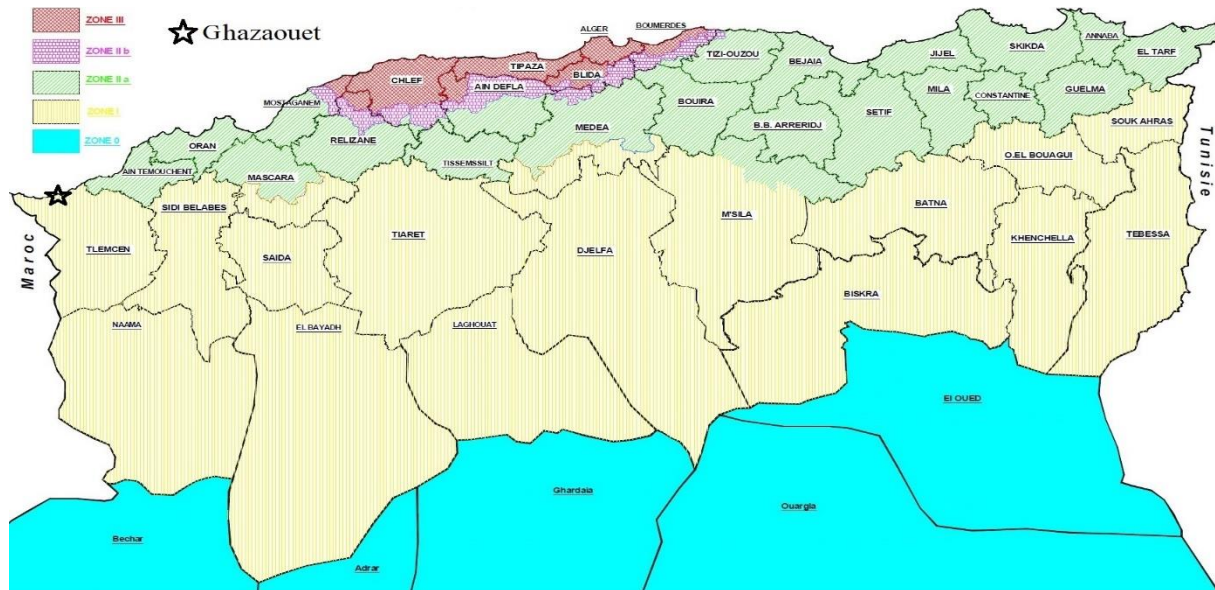 ZONE III
ZONE II b
ZONE II a
ZONE I
ZONE 0
Ghazaouet
ALGER
BOUMERDES
TIPAZA
CHLEF
BLIDA
AIN DEFLA
TIZI-OUZOU
BEJAIA
JIJEL
SKIKDA
ANNABA
EL TARF
MOSTAGANEM
BOUIRA
MILA
CONSTANTINE
GUELMA
SETIF
B.B. ARRERIDJ
MEDEA
RELIZANE
ORAN
AIN TEMOUCHENT
MASCARA
TISSEMSSILT
SOUK AHRAS
O.EL BOUAGUI
Tunisie
Maroc
TLEMCEN
SIDI BELABES
SAIDA
TIARET
DJELFA
M'SILA
BATNA
KHENCHELLA
TEBESSA
BISKRA
NAAMA
EL BAYADH
LAGHOUAT
El OUED
Ghardaia
Ouargla
Bechar
Adrar